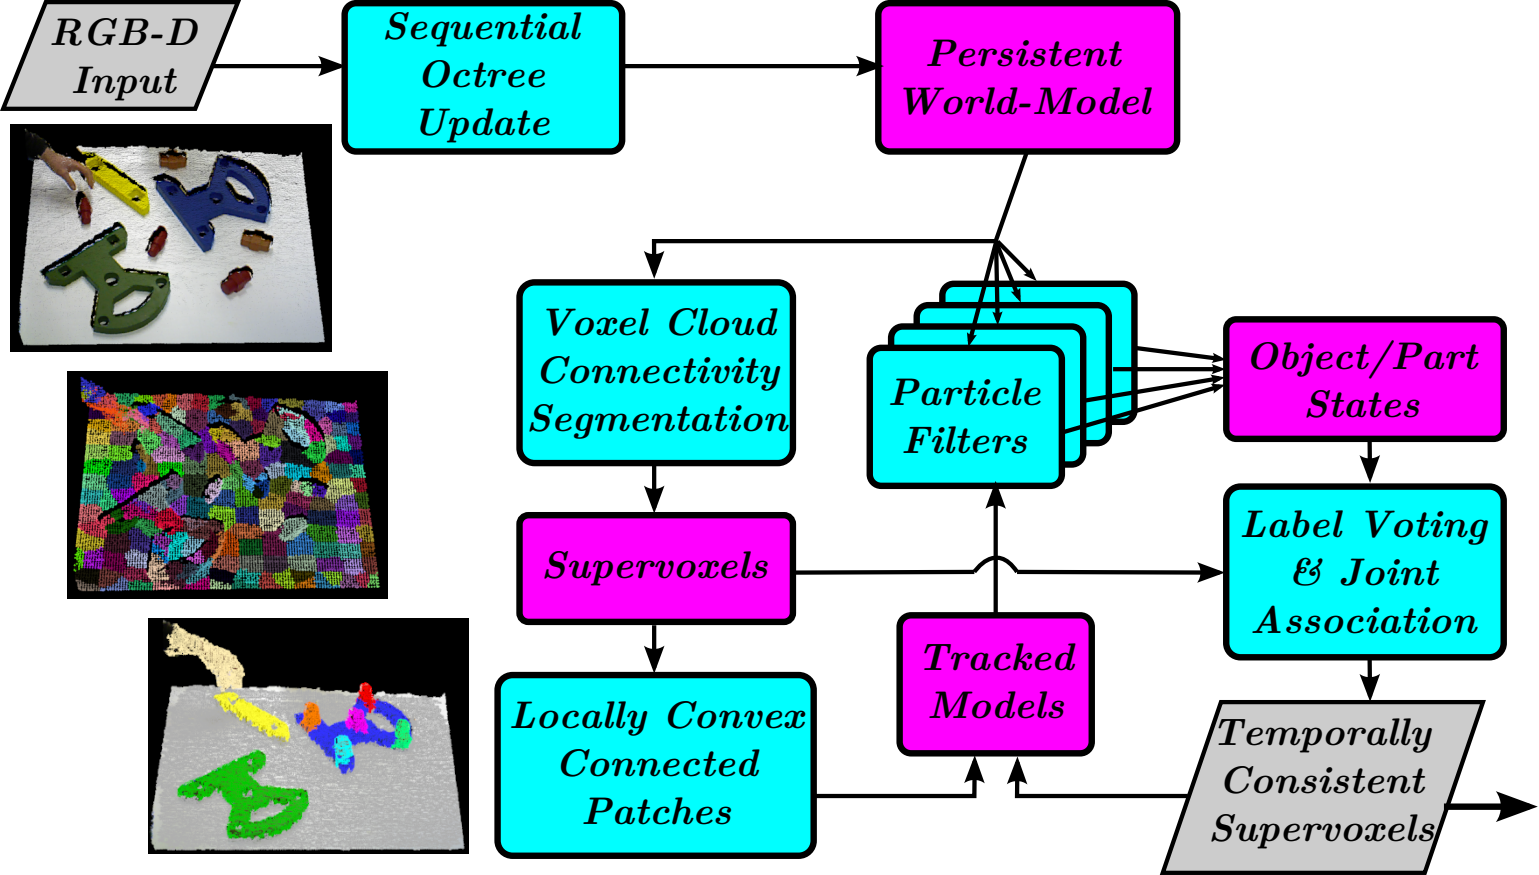 RGB-D
Input
Sequential
Octree
Update
Persistent
World-Model
Voxel Cloud
Connectivity
Segmentation
Particle
Filters
Object/Part
States
Supervoxels
Label Voting
& Joint
Association
Tracked
Models
Locally Convex
Connected
Patches
Temporally
Consistent
Supervoxels